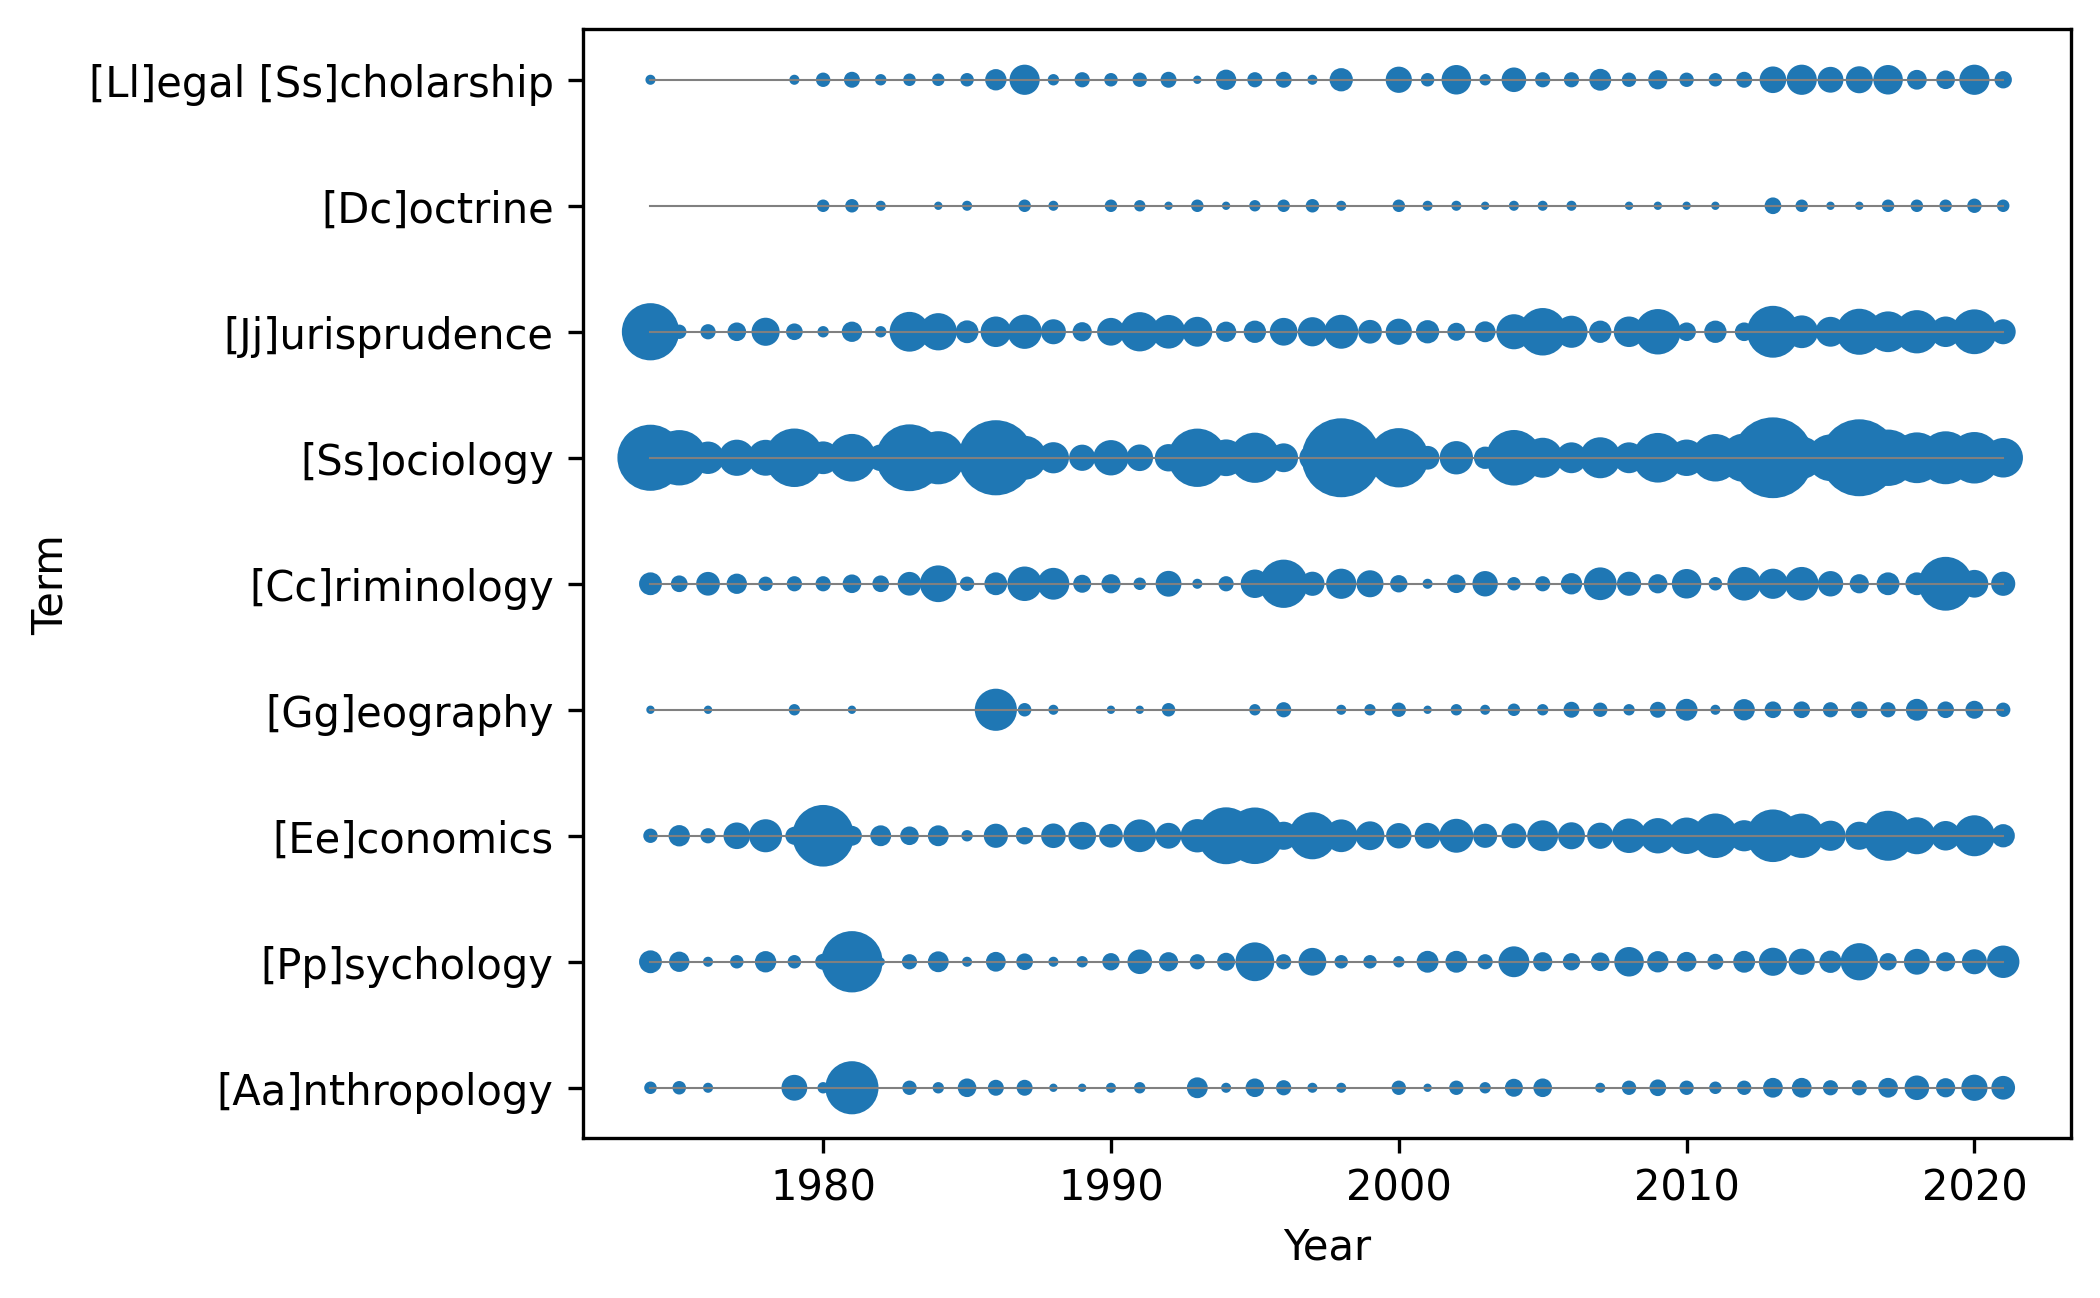 [Ll]egal [Ss]cholarship
[Dc]octrine
[Jj]urisprudence
[Ss]ociology
[Cc]riminology
[Gg]eography
[Ee]conomics
[Pp]sychology
[Aa]nthropology
Term
1980 1990 2000 2010 2020
Year